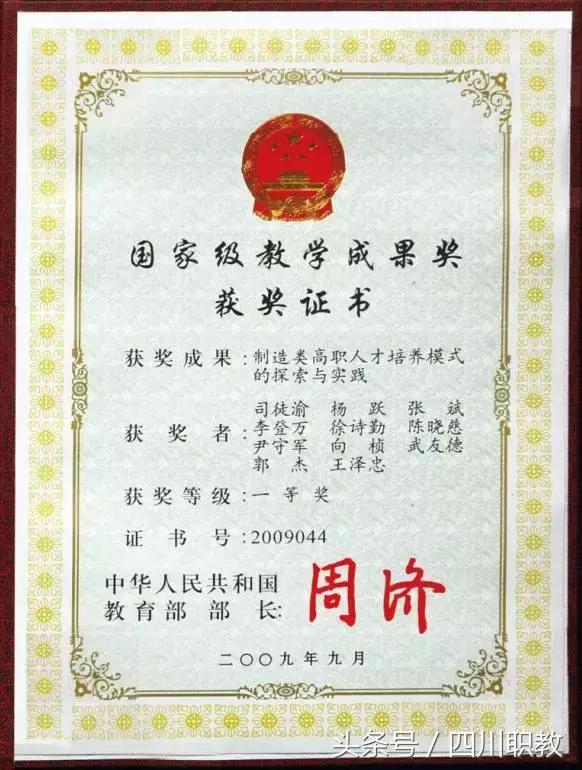 国家级教学成果奖
获奖证书
获奖成果：制造类高职人才培养模式
的探索与实践
司徒渝 杨跃 张斌
获奖者：李登万 徐诗勤 陈晓慈
尹守军 向桢 武友德
郭杰 王泽忠
获奖等级：一等奖
证书号：2009044
中华人民共和国
教育部部长：周济
二〇〇九年九月
头条号／四川职教